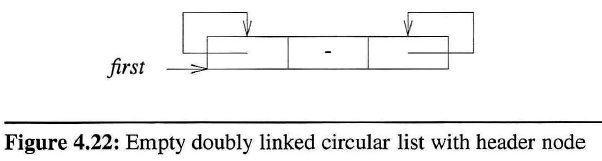 -
first
Figure 4.22: Empty doubly linked circular list with header node